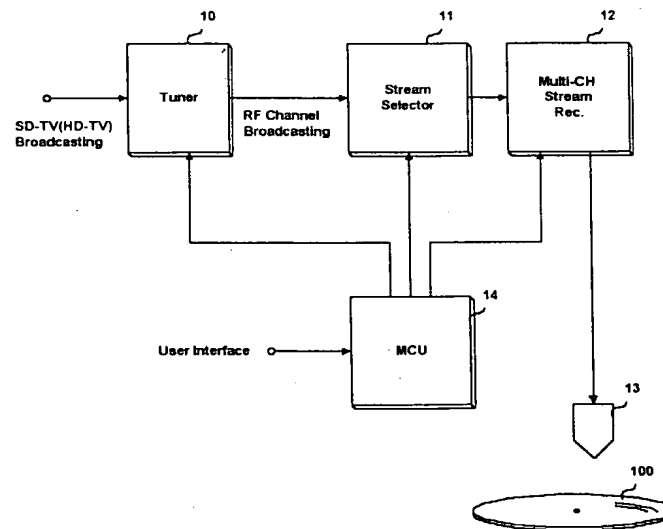 10
11
12
Tuner
Stream
Selector
Multi-CH
Stream
Rec.
SD-TV(HD-TV)
Broadcasting
RF Channel
Broadcasting
14
User Interface
MCU
13
100